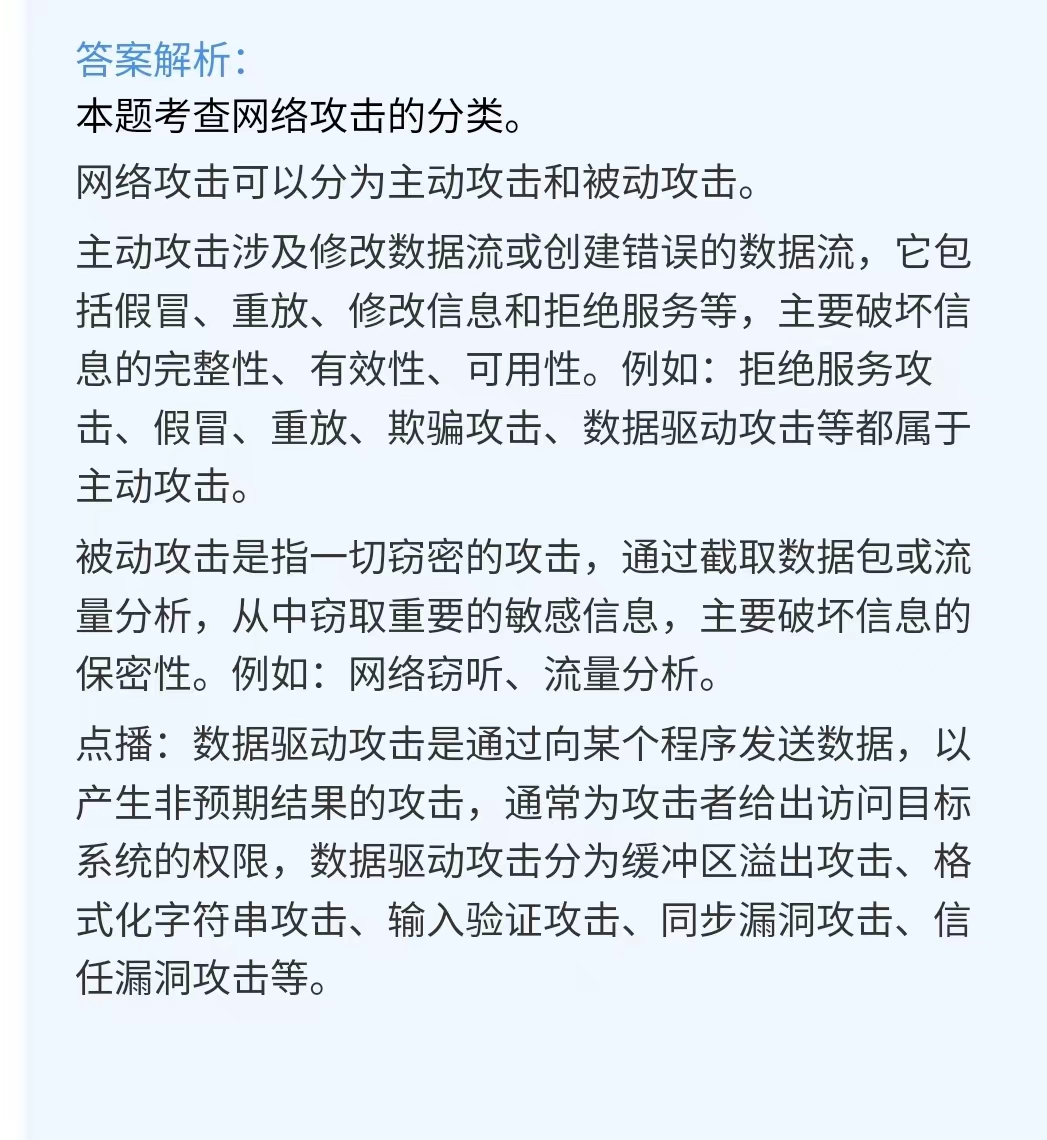 答案解析：
本题考查网络攻击的分类。
网络攻击可以分为主动攻击和被动攻击。
主动攻击涉及修改数据流或创建错误的数据流，它包
括假冒、重放、修改信息和拒绝服务等，主要破坏信
息的完整性、有效性、可用性。例如：拒绝服务攻
击、假冒、重放、欺骗攻击、数据驱动攻击等都属于
主动攻击。
被动攻击是指一切窃密的攻击，通过截取数据包或流
量分析，从中窃取重要的敏感信息，主要破坏信息的
保密性。例如：网络窃听、流量分析。
点播：数据驱动攻击是通过向某个程序发送数据，以
产生非预期结果的攻击，通常为攻击者给出访问目标
系统的权限，数据驱动攻击分为缓冲区溢出攻击、格
式化字符串攻击、输入验证攻击、同步漏洞攻击、信
任漏洞攻击等。